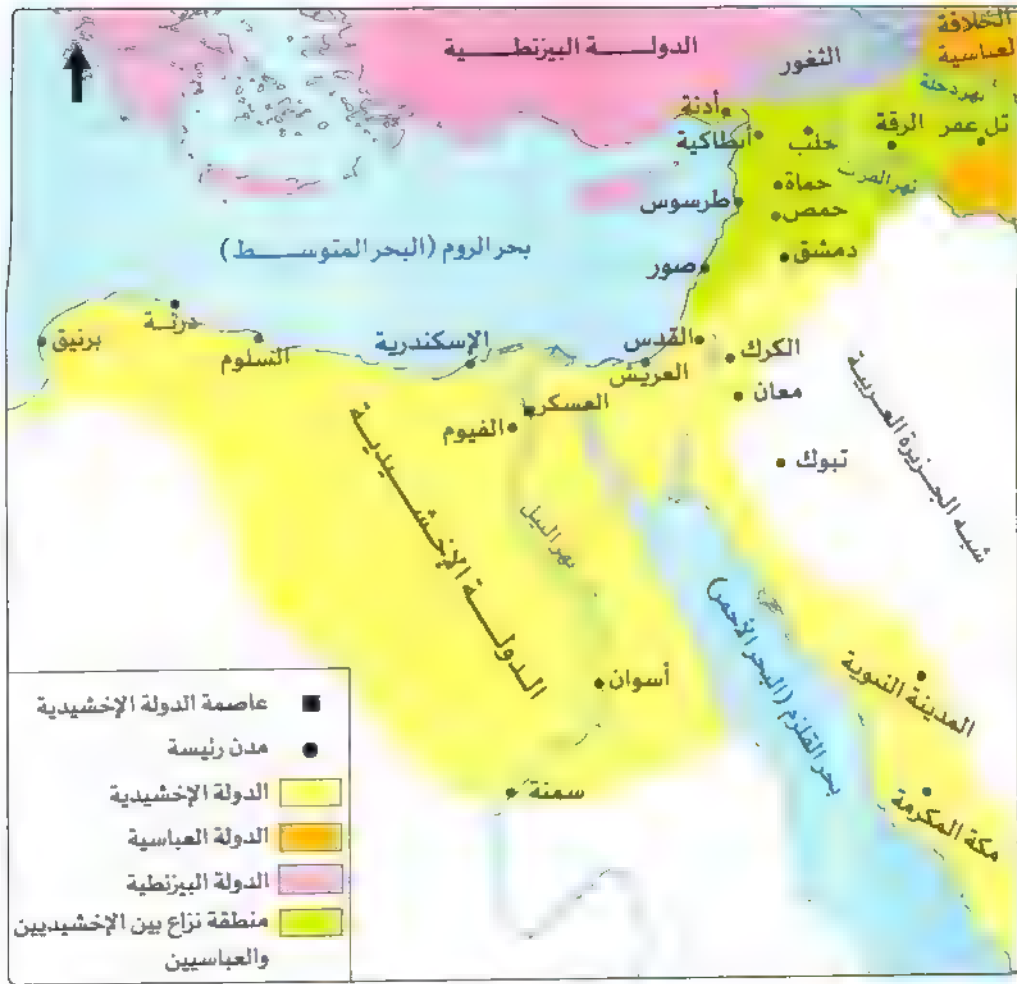 الخلافة
العباسية
الدولة البيزنطية
الثغور
نهر دجلة
أدنة
أنطاكية
حلب
الرقة
تل عفر
نهر الفرات
حماة
طرسوس
حمص
بحر الروم (البحر المتوسط)
دمشق
صور
درنة
برنيق
السلوم
الإسكندرية
القدس
العريش
الكرك
معان
العسكر
الفيوم
تبوك
شبه الجزيرة العربية
نهر النيل
الدولة الإخشيدية
بحر القلزم (البحر الأحمر)
أسوان
المدينة النبوية
سمنة
مكة المكرمة
عاصمة الدولة الإخشيدية
مدن رئيسة
الدولة الإخشيدية
الدولة العباسية
الدولة البيزنطية
منطقة نزاع بين الإخشيديين
والعباسيين